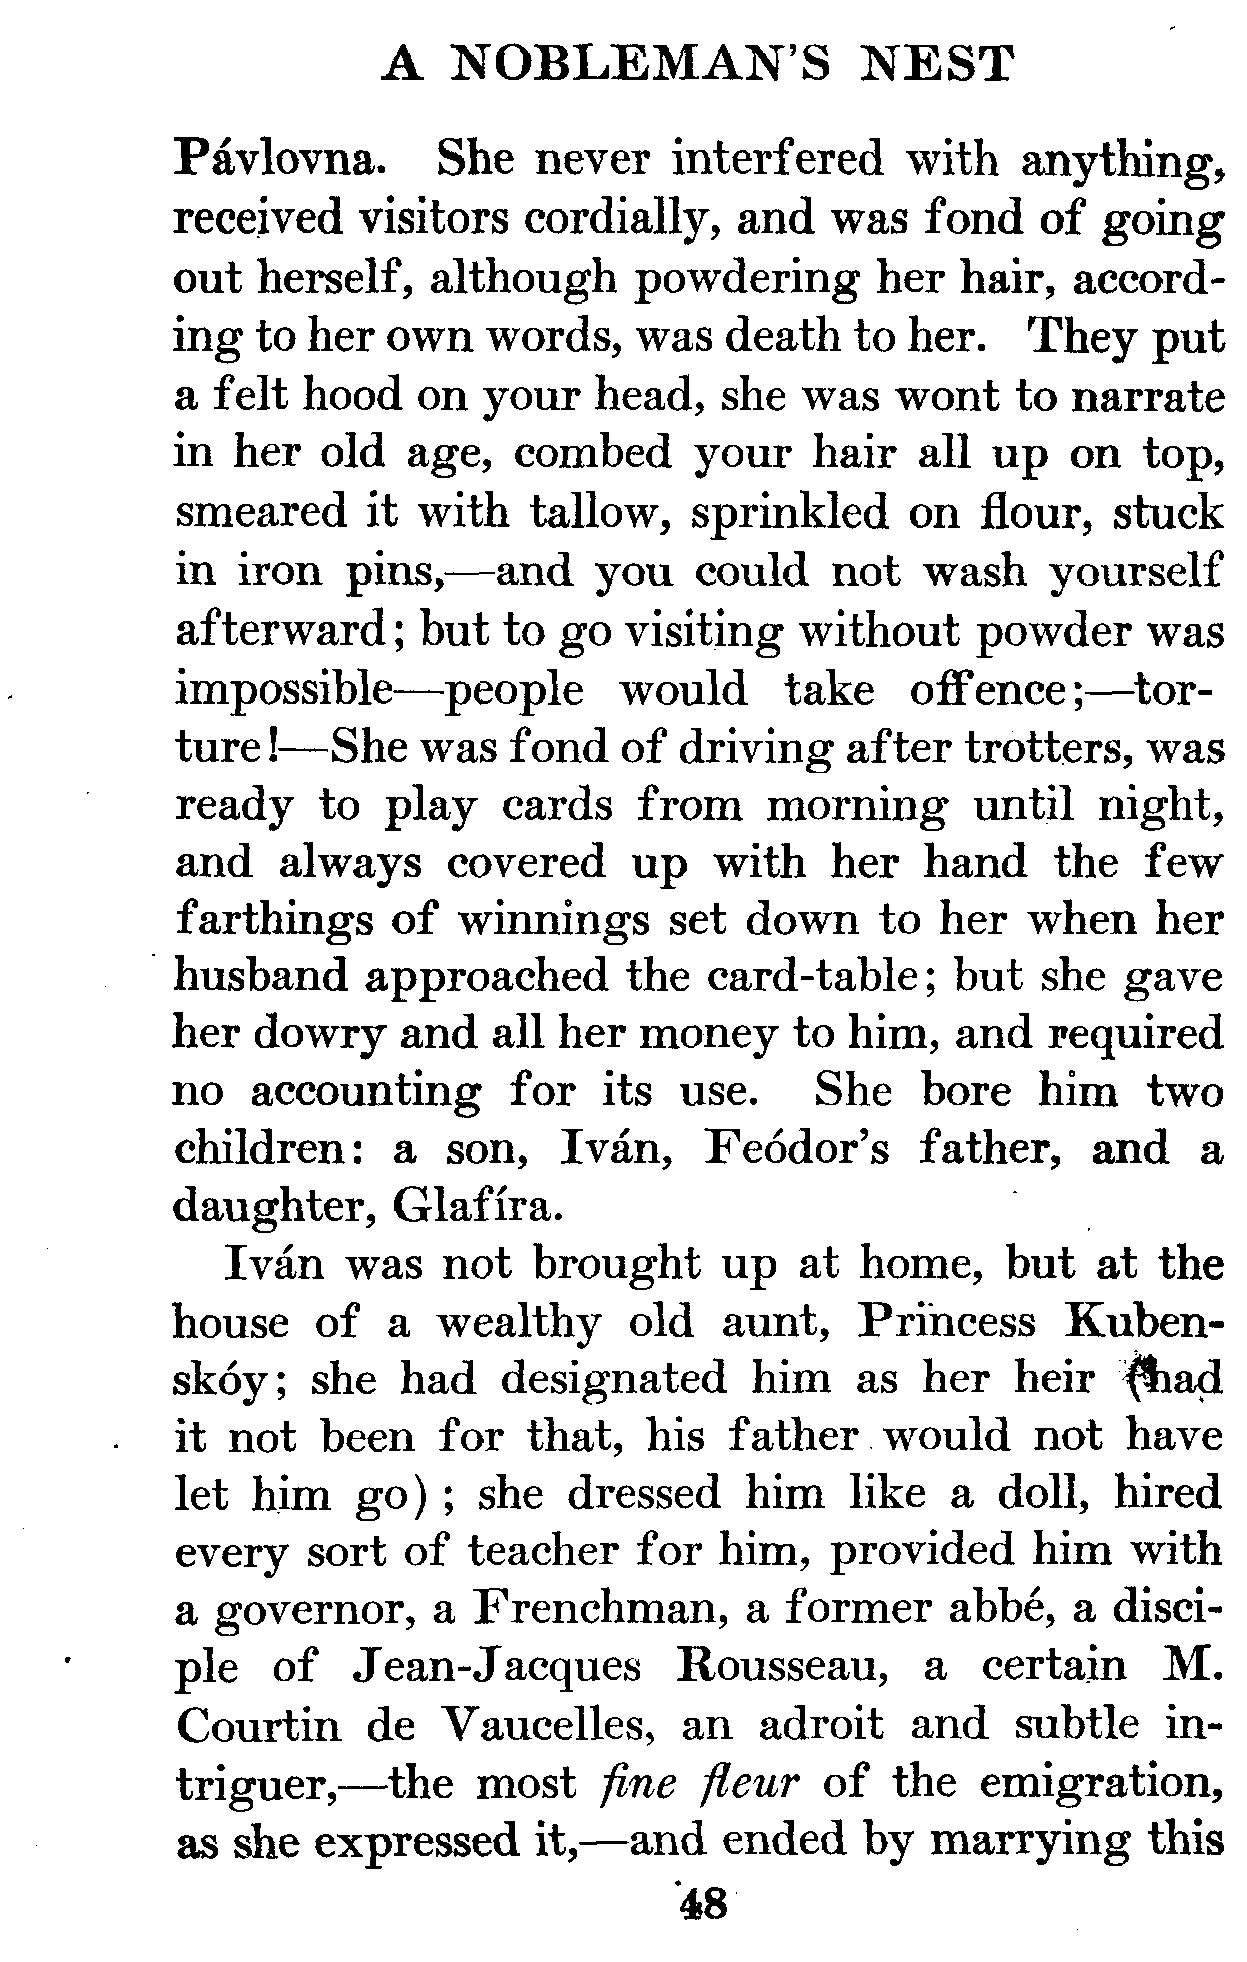 A NOBLEMAN'S NEST
Pávlovna. She never interfered with anything,
received visitors cordially, and was fond of going
out herself, although powdering her hair, accord-
ing to her own words, was death to her. They put
a felt hood on your head, she was wont to narrate
in her old age, combed your hair all up on top,
smeared it with tallow, sprinkled on flour, stuck
in iron pins,—and you could not wash yourself
afterward; but to go visiting without powder was
impossible—people would take offence;—tor-
ture!—She was fond of driving after trotters, was
ready to play cards from morning until night,
and always covered up with her hand the few
farthings of winnings set down to her when her
husband approached the card-table; but she gave
her dowry and all her money to him, and required
no accounting for its use. She bore him two
children: a son, Iván, Feódor's father, and a
daughter, Glafíra.
Iván was not brought up at home, but at the
house of a wealthy old aunt, Princess Kuben-
skóy; she had designated him as her heir (had
it not been for that, his father would not have
let him go); she dressed him like a doll, hired
every sort of teacher for him, provided him with
a governor, a Frenchman, a former abbé, a disci-
ple of Jean-Jacques Rousseau, a certain M.
Courtin de Vaucelles, an adroit and subtle in-
triguer,—the most fine fleur of the emigration,
as she expressed it,—and ended by marrying this
48